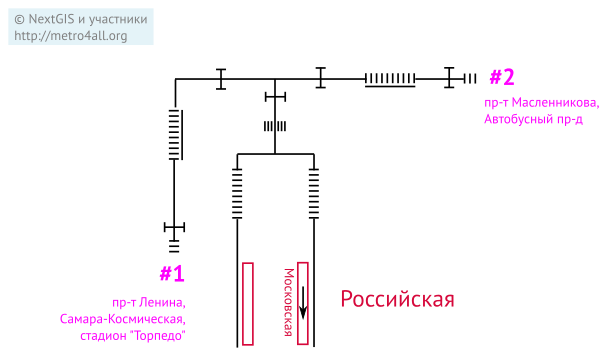 © NextGIS и участники
http://metro4all.org
#2
пр-т Масленникова,
Автобусный пр-д
#1
пр-т Ленина,
Самара-Космическая,
стадион "Торпедо"
Московская
Российская